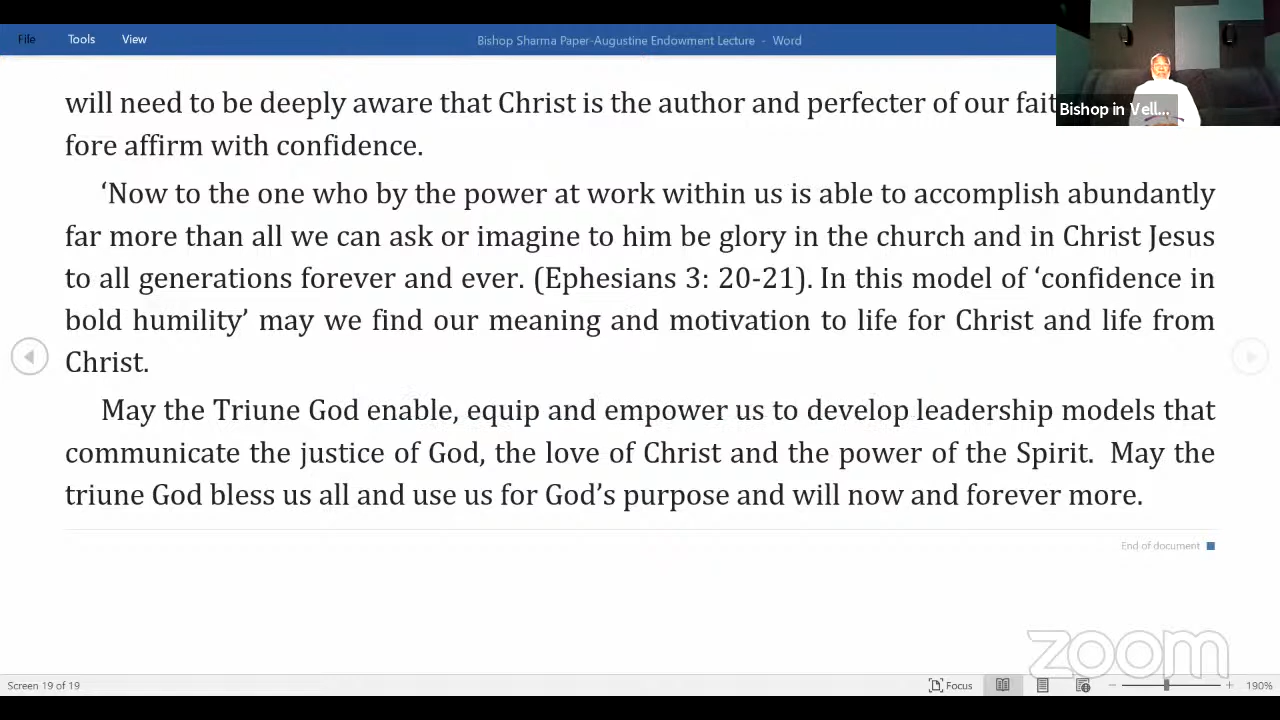 File Tools View
Bishop Sharma Paper-Augustine Endowment Lecture - Word
Bishop in Vell...
will need to be deeply aware that Christ is the author and perfecter of our fait
fore affirm with confidence.
‘Now to the one who by the power at work within us is able to accomplish abundantly
far more than all we can ask or imagine to him be glory in the church and in Christ Jesus
to all generations forever and ever. (Ephesians 3: 20-21). In this model of ‘confidence in
bold humility’ may we find our meaning and motivation to life for Christ and life from
Christ.
May the Triune God enable, equip and empower us to develop leadership models that
communicate the justice of God, the love of Christ and the power of the Spirit.  May the
triune God bless us all and use us for God’s purpose and will now and forever more.
End of document
zoom
Screen 19 of 19
Focus
190%